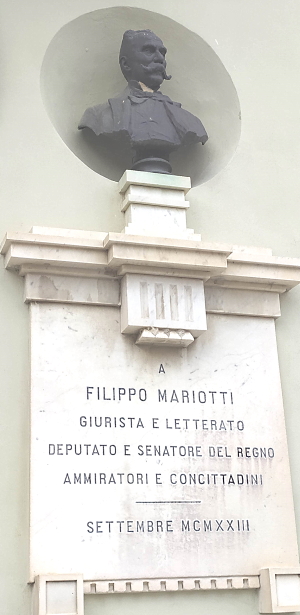 A
FILIPPO MARIOTTI
GIURISTA E LETTERATO
DEPUTATO E SENATORE DEL REGNO
AMMIRATORI E CONCITTADINI
SETTEMBRE MCMXXIII